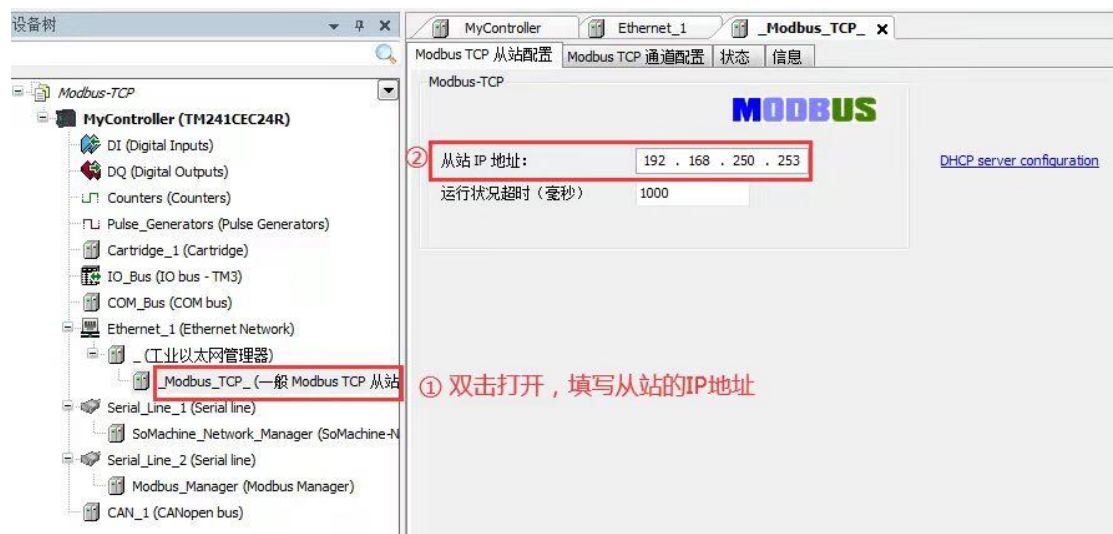 设备树
Modbus-TCP
MyController (TM241CEC24R)
DI (Digital Inputs)
DQ (Digital Outputs)
Counters (Counters)
Pulse_Generators (Pulse Generators)
Cartridge_1 (Cartridge)
IO_Bus (IO bus - TM3)
COM_Bus (COM bus)
Ethernet_1 (Ethernet Network)
_ (工业以太网管理器)
_Modbus_TCP_ (一般 Modbus TCP 从站
Serial_Line_1 (Serial line)
SoMachine_Network_Manager (SoMachine-N
Serial_Line_2 (Serial line)
Modbus_Manager (Modbus Manager)
CAN_1 (CANopen bus)
MyController Ethernet_1 _Modbus_TCP_ x
Modbus TCP 从站配置 Modbus TCP 通道配置 状态 信息
Modbus-TCP
MODBUS
② 从站 IP 地址: 192 . 168 . 250 . 253 DHCP server configuration
运行状况超时(毫秒) 1000
① 双击打开,填写从站的IP地址